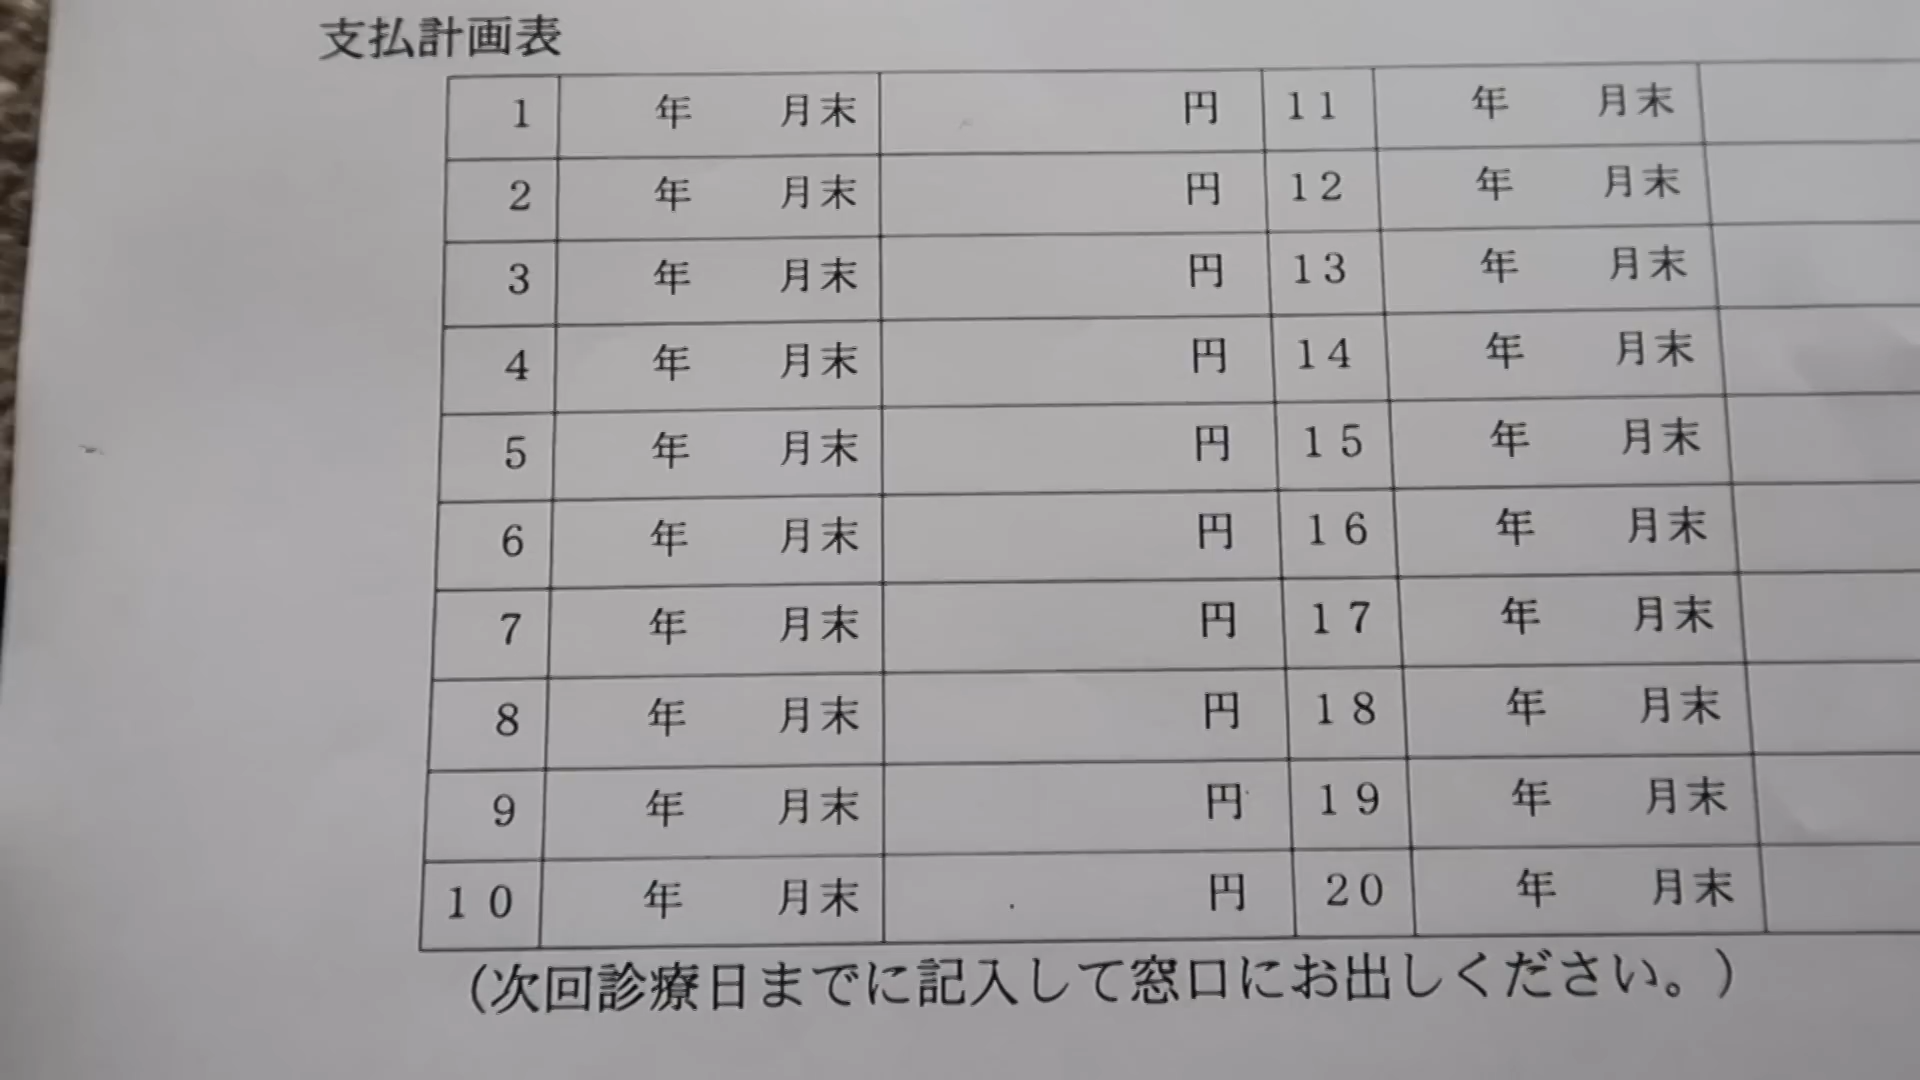 支払計画表
1 年 月末 円 11 年 月末
2 年 月末 円 12 年 月末
3 年 月末 円 13 年 月末
4 年 月末 円 14 年 月末
5 年 月末 円 15 年 月末
6 年 月末 円 16 年 月末
7 年 月末 円 17 年 月末
8 年 月末 円 18 年 月末
9 年 月末 円 19 年 月末
10 年 月末 円 20 年 月末
(次回診療日までに記入して窓口にお出しください。)